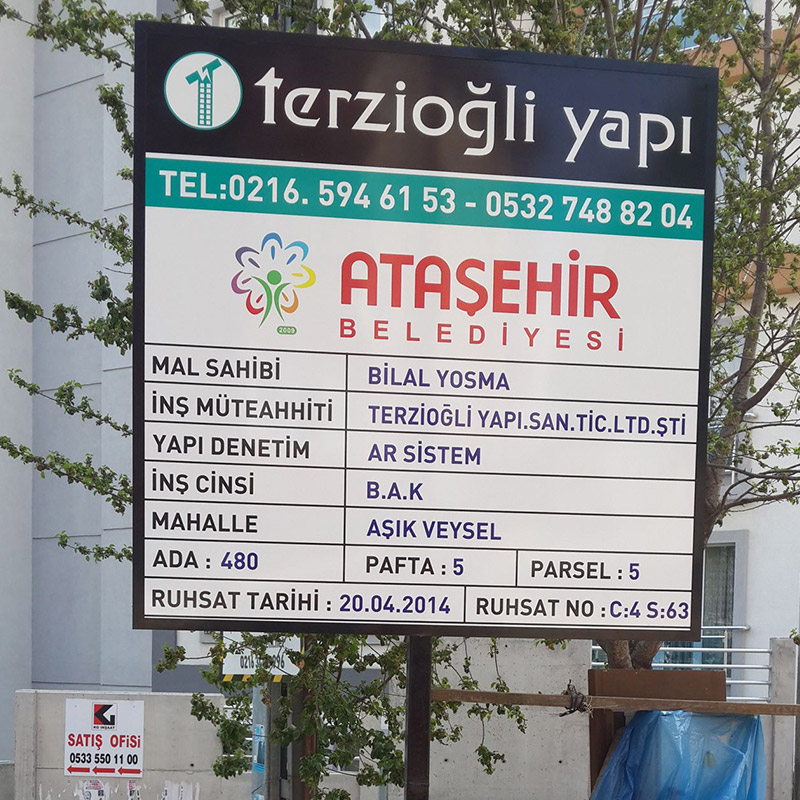 terzioğli yapı
TEL:0216. 594 61 53 - 0532 748 82 04
2009
ATAŞEHİR
BELEDİYESİ
MAL SAHİBİ BİLAL YOSMA
İNŞ MÜTEAHHİTİ TERZİOĞLİ YAPI.SAN.TİC.LTD.ŞTİ
YAPI DENETİM AR SİSTEM
İNŞ CİNSİ B.A.K
MAHALLE AŞIK VEYSEL
ADA : 480 PAFTA : 5 PARSEL : 5
RUHSAT TARİHİ : 20.04.2014 RUHSAT NO : C:4 S:63
0216
KG İNŞAAT
SATIŞ OFİSİ
0533 550 11 00